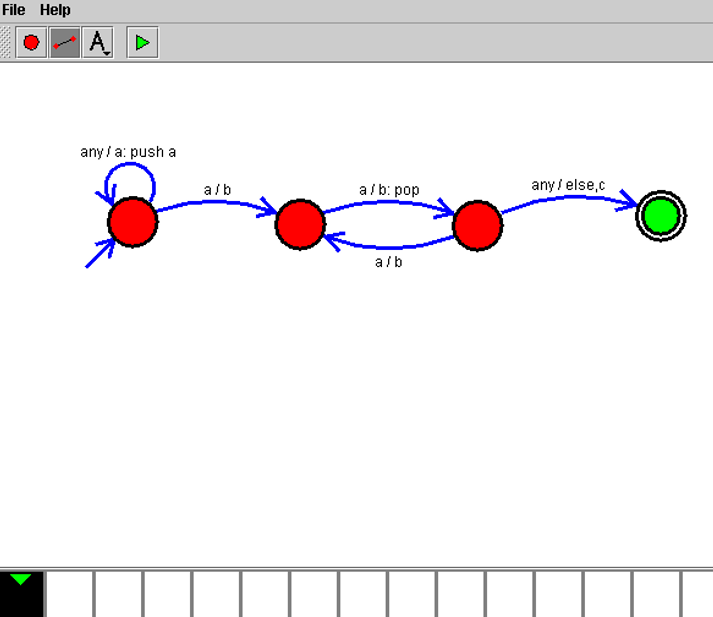 File Help
A
any / a: push a
a / b
a / b: pop
any / else,c
a / b